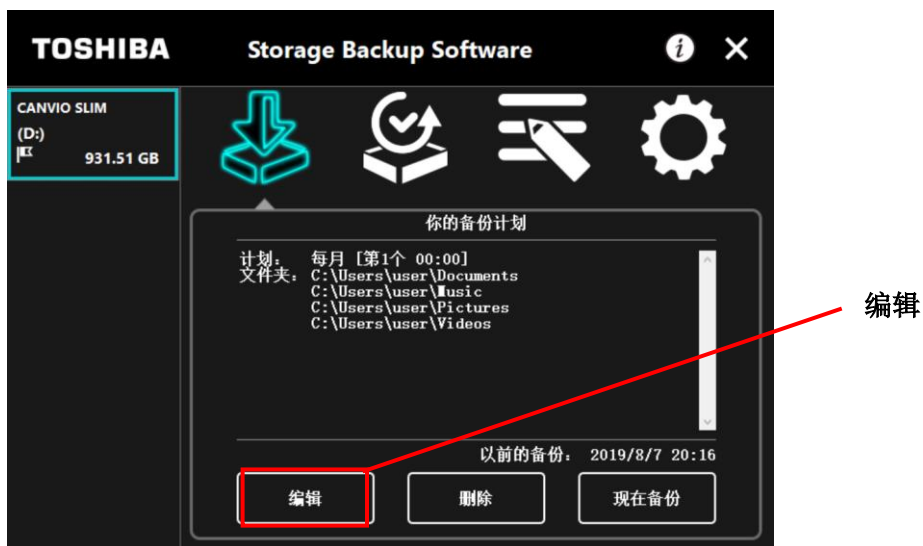 TOSHIBA
Storage Backup Software
i
CANVIO SLIM
(D:)
931.51 GB
你的备份计划
计划: 每月 [第1个 00:00]
文件夹: C:\Users\user\Documents
C:\Users\user\Music
C:\Users\user\Pictures
C:\Users\user\Videos
以前的备份: 2019/8/7 20:16
编辑
删除
现在备份
编辑